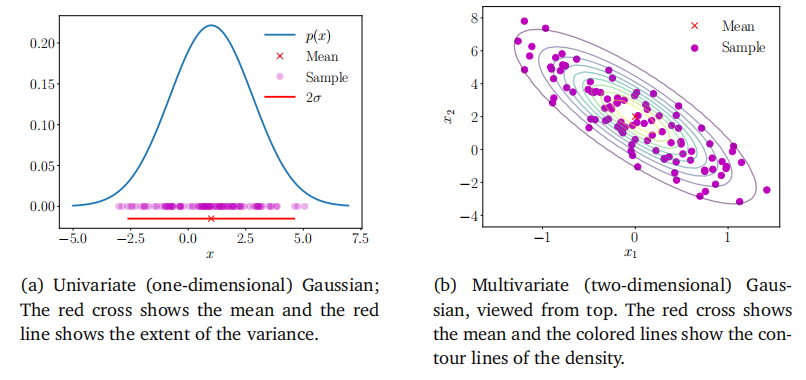 0.20
0.15
0.10
0.05
0.00
p(x)
Mean
Sample
2σ
−5.0 −2.5 0.0 2.5 5.0 7.5
x
8
6
4
2
0
−2
−4
x₂
Mean
Sample
−1 0 1
x₁
(a) Univariate (one-dimensional) Gaussian;
The red cross shows the mean and the red
line shows the extent of the variance.
(b) Multivariate (two-dimensional) Gaus-
sian, viewed from top. The red cross shows
the mean and the colored lines show the con-
tour lines of the density.